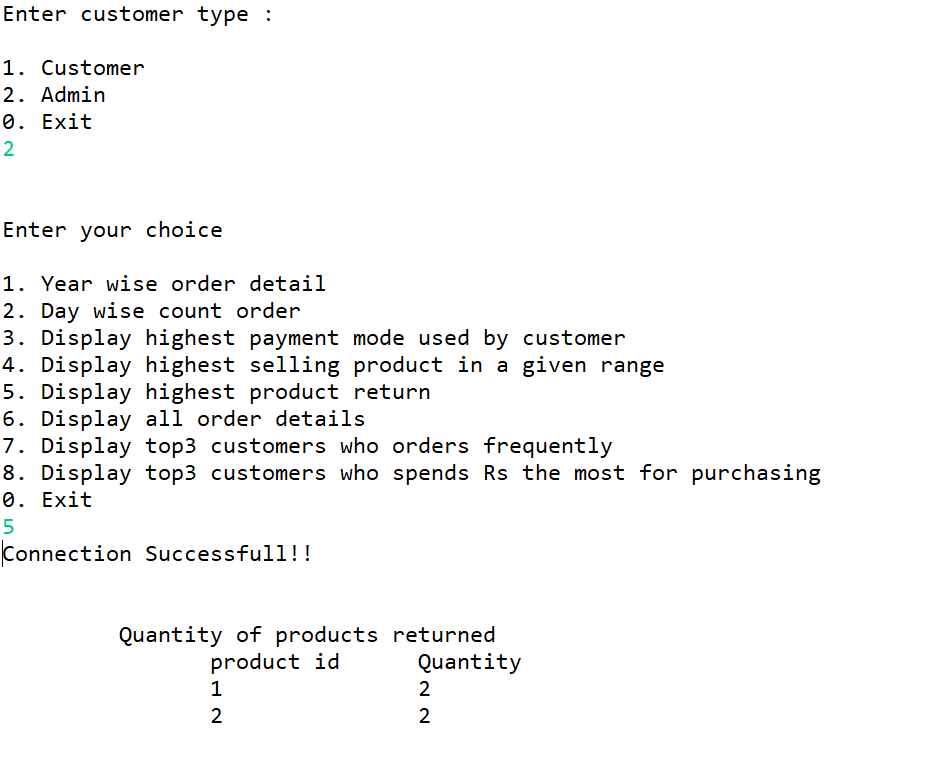 Enter customer type :
1. Customer
2. Admin
0. Exit
2
Enter your choice
1. Year wise order detail
2. Day wise count order
3. Display highest payment mode used by customer
4. Display highest selling product in a given range
5. Display highest product return
6. Display all order details
7. Display top3 customers who orders frequently
8. Display top3 customers who spends Rs the most for purchasing
0. Exit
5
Connection Successfull!!
Quantity of products returned
product id Quantity
1 2
2 2